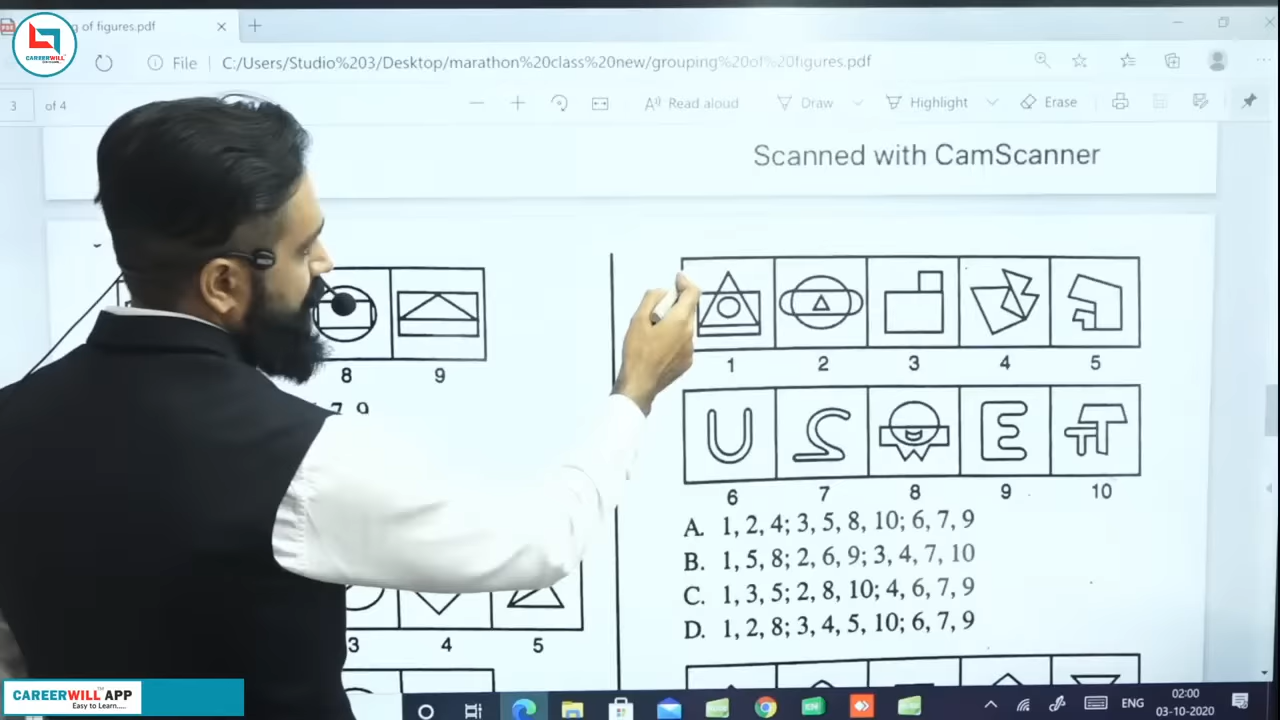 of figures.pdf
CAREERWILL
File C:/Users/Studio%203/Desktop/marathon%20class%20new/grouping%20of%20figures.pdf
3 of 4 Read aloud Draw Highlight Erase
Scanned with CamScanner
8 9
7, 9
3 4 5
1 2 3 4 5
6 7 8 9 10
A. 1, 2, 4; 3, 5, 8, 10; 6, 7, 9
B. 1, 5, 8; 2, 6, 9; 3, 4, 7, 10
C. 1, 3, 5; 2, 8, 10; 4, 6, 7, 9
D. 1, 2, 8; 3, 4, 5, 10; 6, 7, 9
CAREERWILL APP
Easy to Learn.....
ENG
02:00
03-10-2020